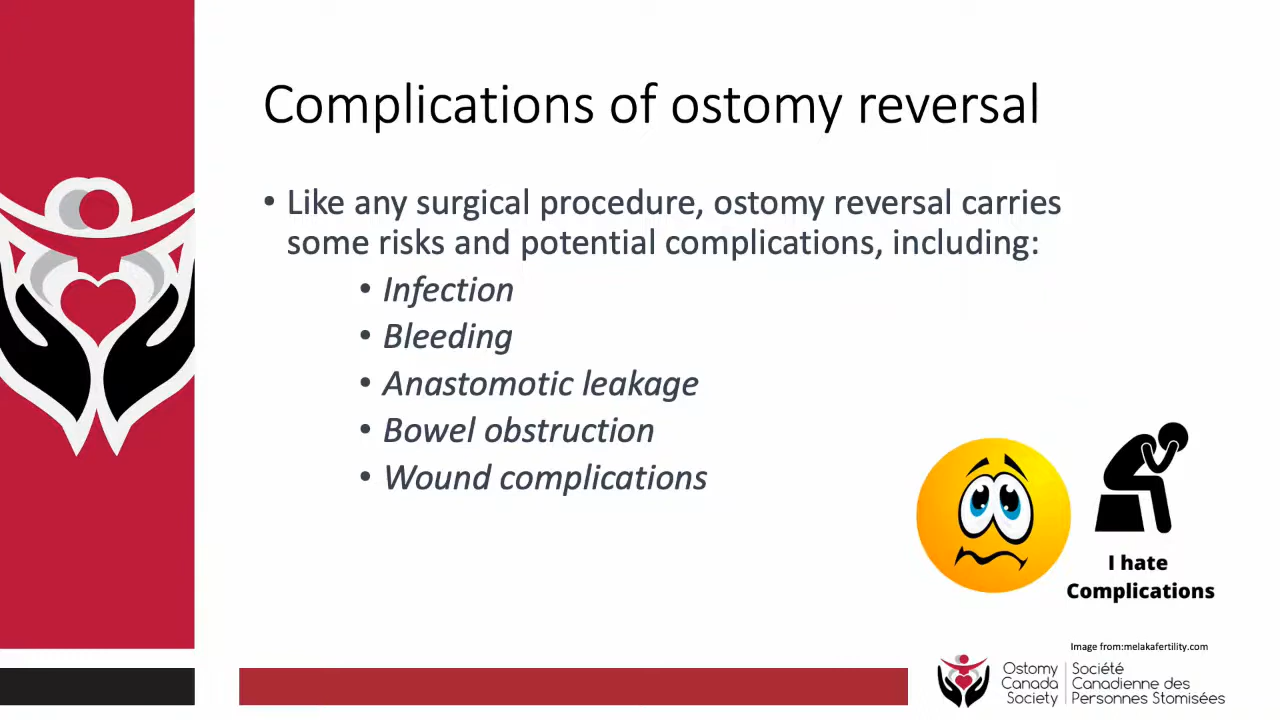 Complications of ostomy reversal
• Like any surgical procedure, ostomy reversal carries
some risks and potential complications, including:
• Infection
• Bleeding
• Anastomotic leakage
• Bowel obstruction
• Wound complications
I hate
Complications
Image from:melakafertility.com
Ostomy
Canada
Society
Société
Canadienne des
Personnes Stomisées